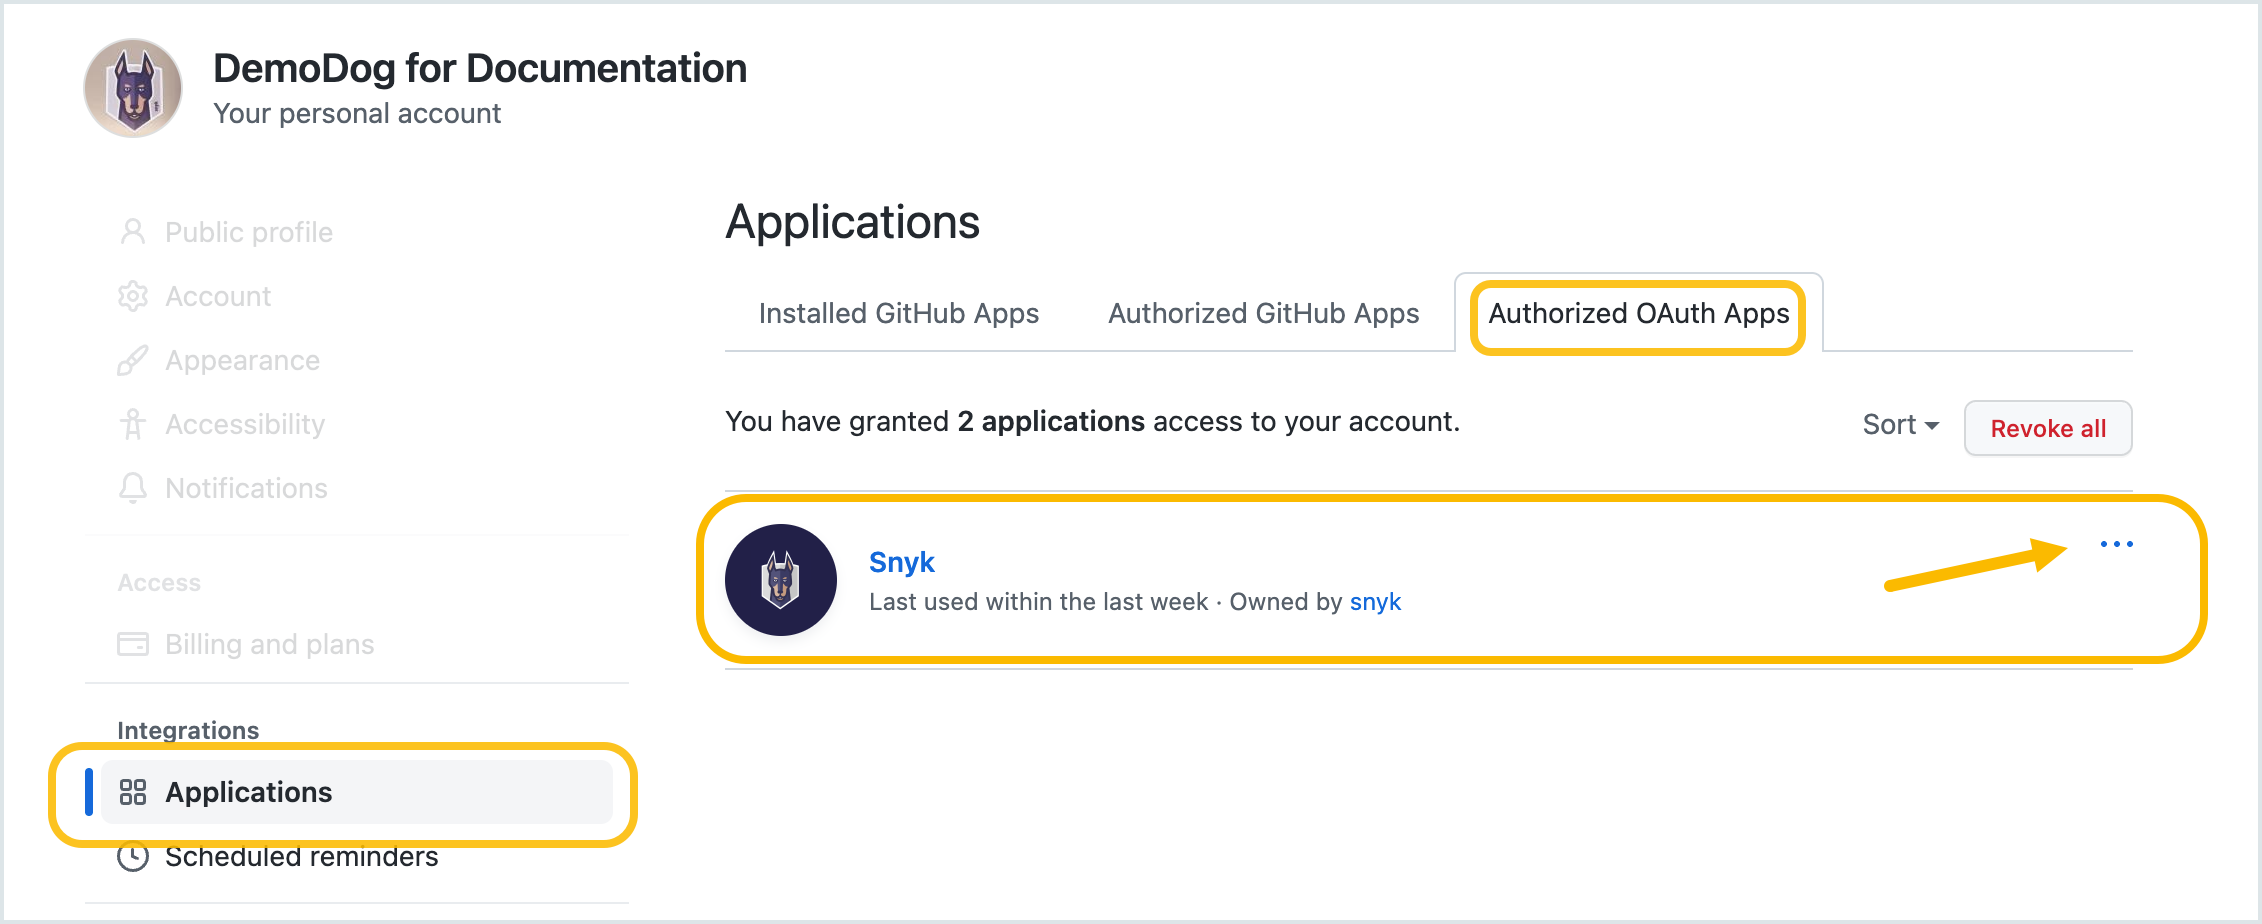 DemoDog for Documentation
Your personal account
Public profile
Account
Appearance
Accessibility
Notifications
Access
Billing and plans
Integrations
Applications
Scheduled reminders
Applications
Installed GitHub Apps
Authorized GitHub Apps
Authorized OAuth Apps
You have granted 2 applications access to your account.
Sort
Revoke all
Snyk
Last used within the last week · Owned by snyk